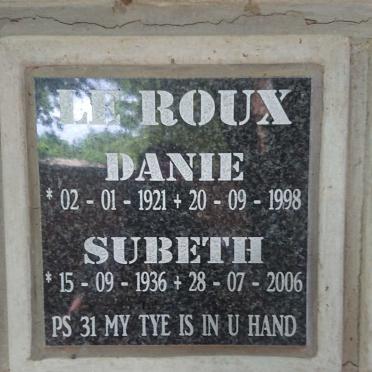 LE ROUX
DANIE
* 02 - 01 - 1921 + 20 - 09 - 1998
SUBETH
* 15 - 09 - 1936 + 28 - 07 - 2006
PS 31 MY TYE IS IN U HAND